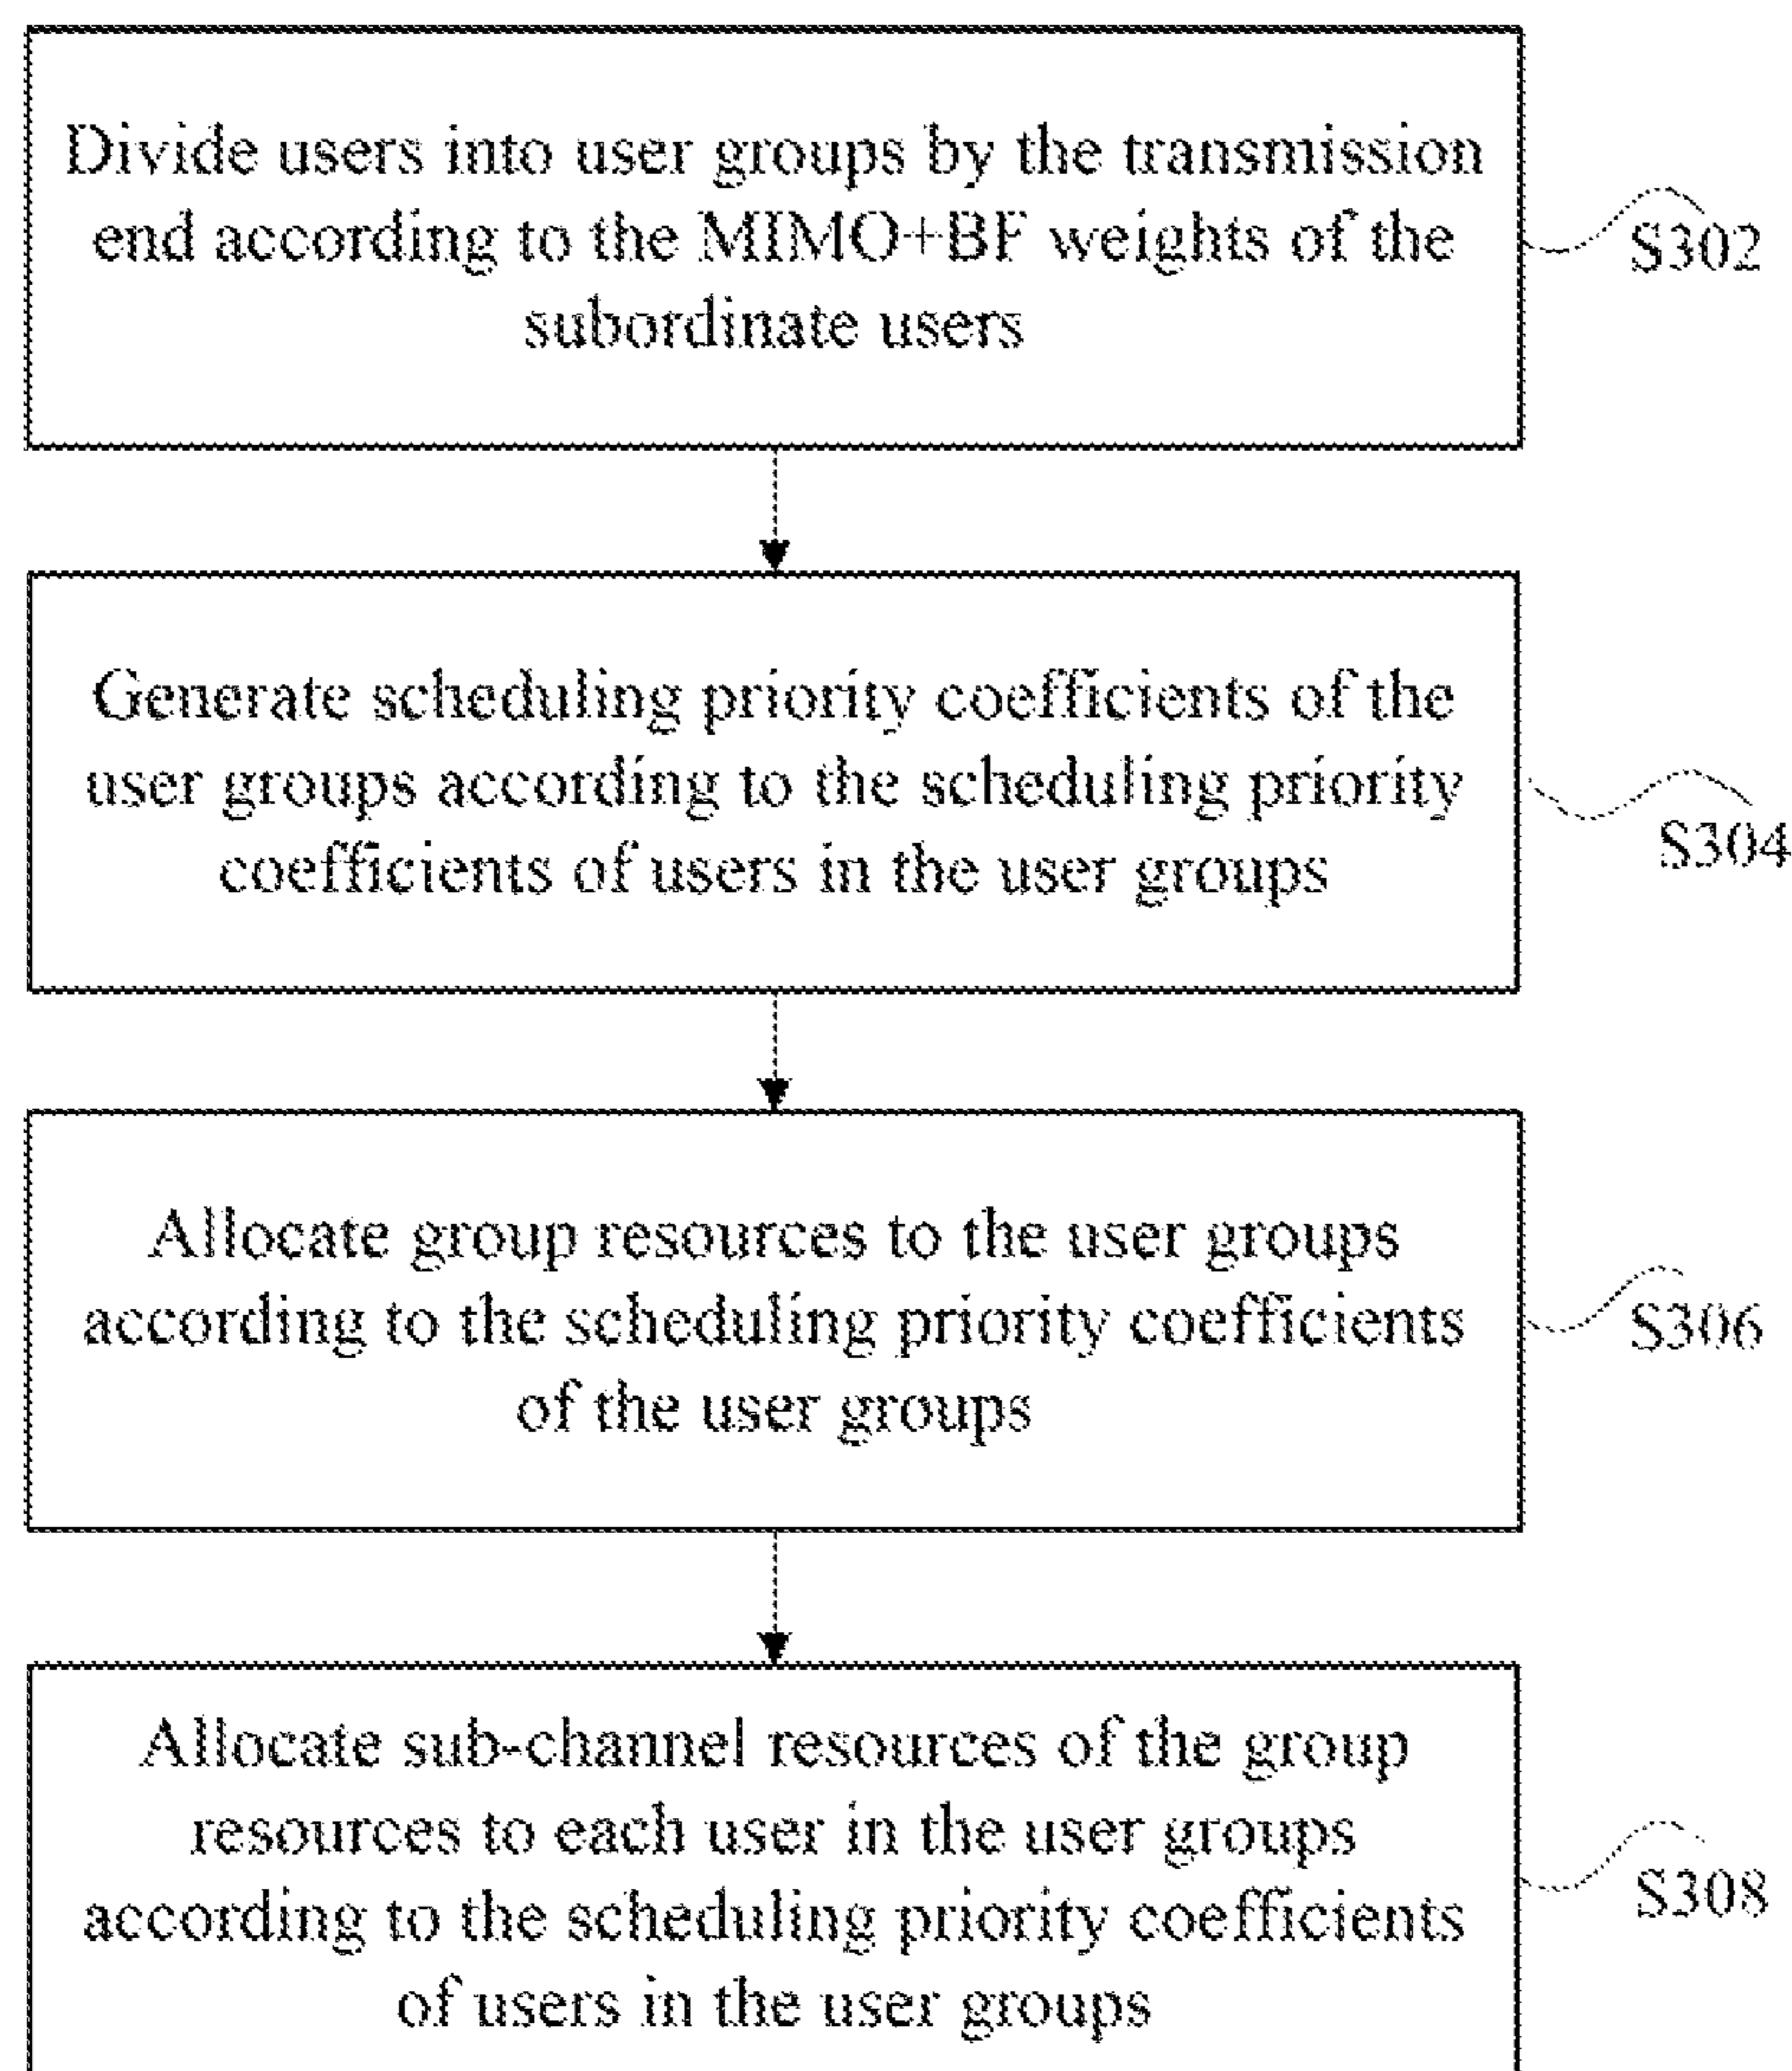 Divide users into user groups by the transmission
end according to the MIMO+BF weights of the
subordinate users
S302
Generate scheduling priority coefficients of the
user groups according to the scheduling priority
coefficients of users in the user groups
S304
Allocate group resources to the user groups
according to the scheduling priority coefficients
of the user groups
S306
Allocate sub-channel resources of the group
resources to each user in the user groups
according to the scheduling priority coefficients
of users in the user groups
S308